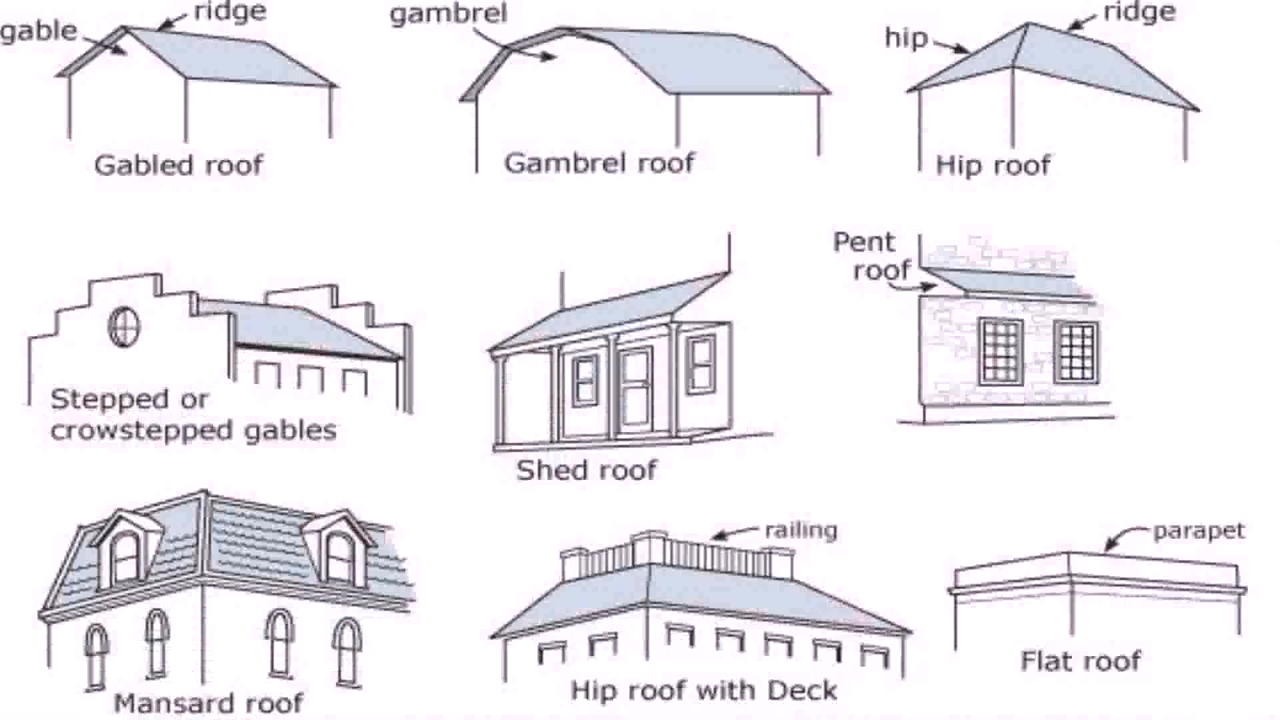 gable
ridge
Gabled roof
gambrel
Gambrel roof
hip
ridge
Hip roof
Stepped or
crowstepped gables
Shed roof
Pent
roof
Mansard roof
railing
Hip roof with Deck
parapet
Flat roof